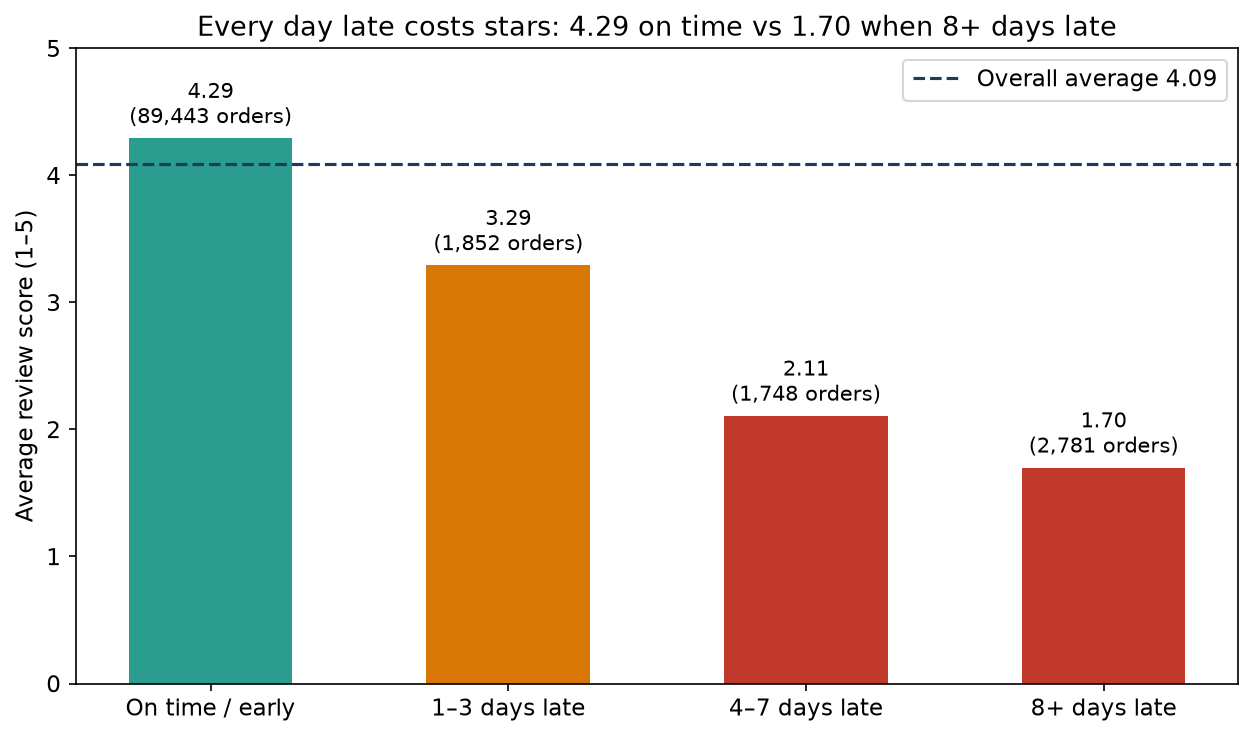 Every day late costs stars: 4.29 on time vs 1.70 when 8+ days late
Overall average 4.09
Average review score (1–5)
5
4
3
2
1
0
4.29
(89,443 orders)
3.29
(1,852 orders)
2.11
(1,748 orders)
1.70
(2,781 orders)
On time / early
1–3 days late
4–7 days late
8+ days late